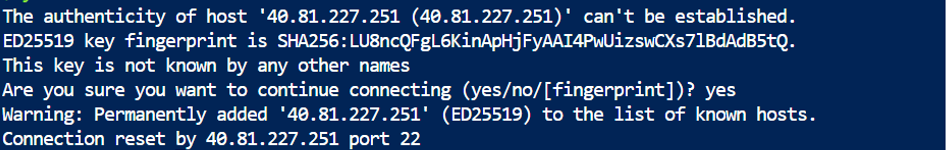 The authenticity of host '40.81.227.251 (40.81.227.251)' can't be established.
ED25519 key fingerprint is SHA256:LU8ncQFgL6KinApHjFyAAI4PwUizswCXs7lBdAdB5tQ.
This key is not known by any other names
Are you sure you want to continue connecting (yes/no/[fingerprint])? yes
Warning: Permanently added '40.81.227.251' (ED25519) to the list of known hosts.
Connection reset by 40.81.227.251 port 22